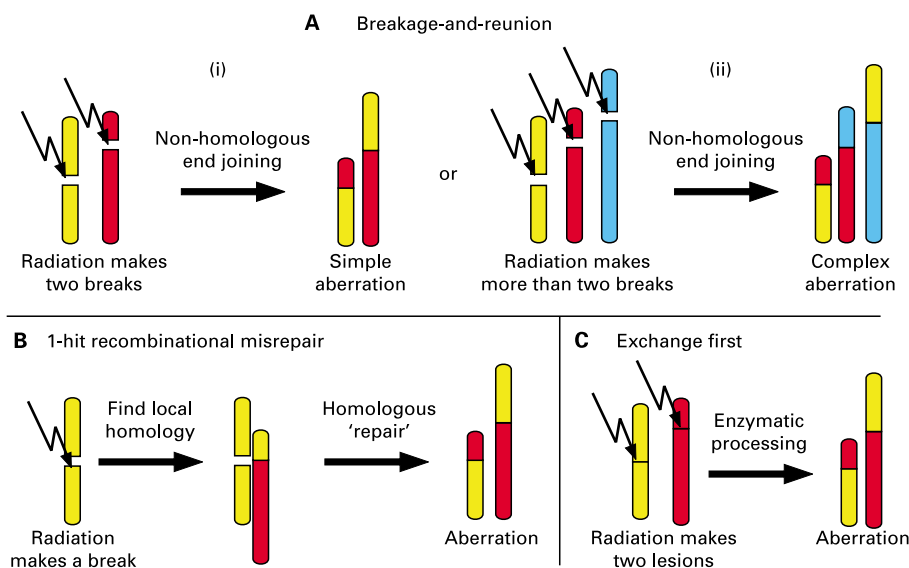 A Breakage-and-reunion
(i)
Non-homologous
end joining
Radiation makes
two breaks
Simple
aberration
or
(ii)
Non-homologous
end joining
Radiation makes
more than two breaks
Complex
aberration
B 1-hit recombinational misrepair
Find local
homology
Homologous
'repair'
Radiation
makes a break
Aberration
C Exchange first
Enzymatic
processing
Radiation makes
two lesions
Aberration